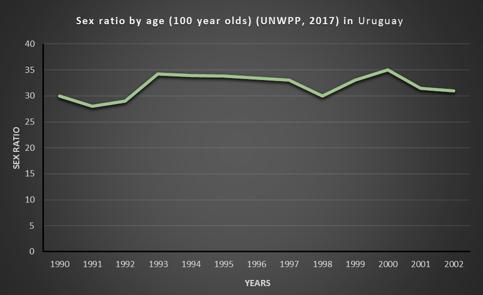 Sex ratio by age (100 year olds) (UNWPP, 2017) in Uruguay
40
35
30
25
20
15
10
5
0
SEX RATIO
1990 1991 1992 1993 1994 1995 1996 1997 1998 1999 2000 2001 2002
YEARS